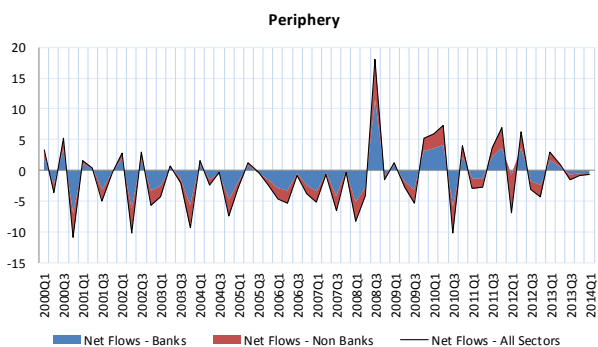 Periphery
20
15
10
5
0
-5
-10
-15
2000Q1
2000Q3
2001Q1
2001Q3
2002Q1
2002Q3
2003Q1
2003Q3
2004Q1
2004Q3
2005Q1
2005Q3
2006Q1
2006Q3
2007Q1
2007Q3
2008Q1
2008Q3
2009Q1
2009Q3
2010Q1
2010Q3
2011Q1
2011Q3
2012Q1
2012Q3
2013Q1
2013Q3
2014Q1
Net Flows - Banks Net Flows - Non Banks Net Flows - All Sectors